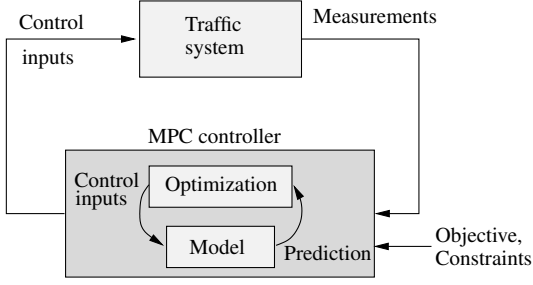 Control
inputs
Traffic
system
Measurements
MPC controller
Control
inputs
Optimization
Model
Prediction
Objective,
Constraints